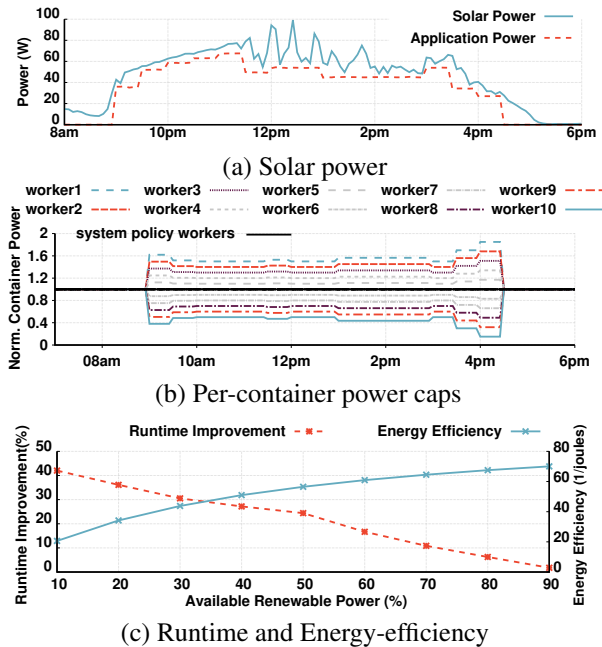 100
80
60
40
20
0
Power (W)
Solar Power
Application Power
8am 10pm 12pm 2pm 4pm 6pm
(a) Solar power
worker1 worker3 worker5 worker7 worker9
worker2 worker4 worker6 worker8 worker10
system policy workers
2
1.6
1.2
0.8
0.4
0
Norm. Container Power
08am 10am 12pm 2pm 4pm 6pm
(b) Per-container power caps
Runtime Improvement Energy Efficiency
50
40
30
20
10
0
Runtime Improvement(%)
80
60
40
20
0
Energy Efficiency (1/joules)
10 20 30 40 50 60 70 80 90
Available Renewable Power (%)
(c) Runtime and Energy-efficiency